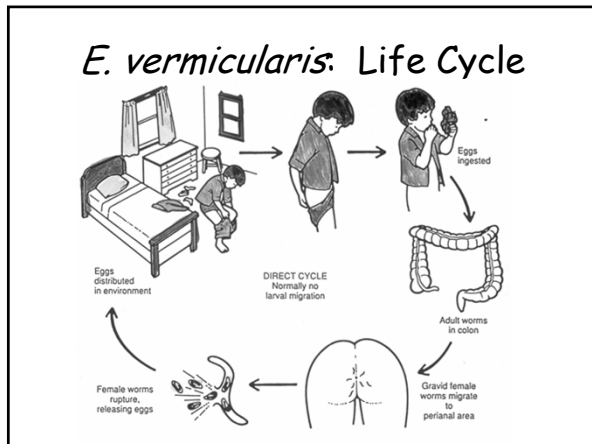 E. vermicularis: Life Cycle
Eggs
ingested
Eggs
distributed
in environment
DIRECT CYCLE
Normally no
larval migration
Adult worms
in colon
Female worms
rupture,
releasing eggs
Gravid female
worms migrate
to
perianal area